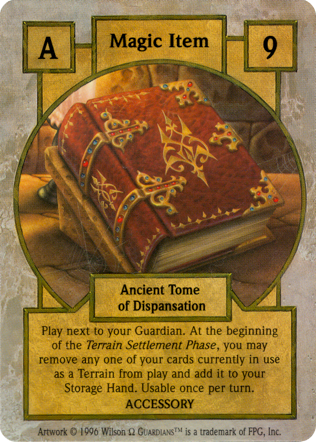 A
Magic Item
9
Ancient Tome
of Dispansation
Play next to your Guardian. At the beginning
of the Terrain Settlement Phase, you may
remove any one of your cards currently in use
as a Terrain from play and add it to your
Storage Hand. Usable once per turn.
ACCESSORY
Artwork © 1996 Wilson Ω GUARDIANS™ is a trademark of FPG, Inc.